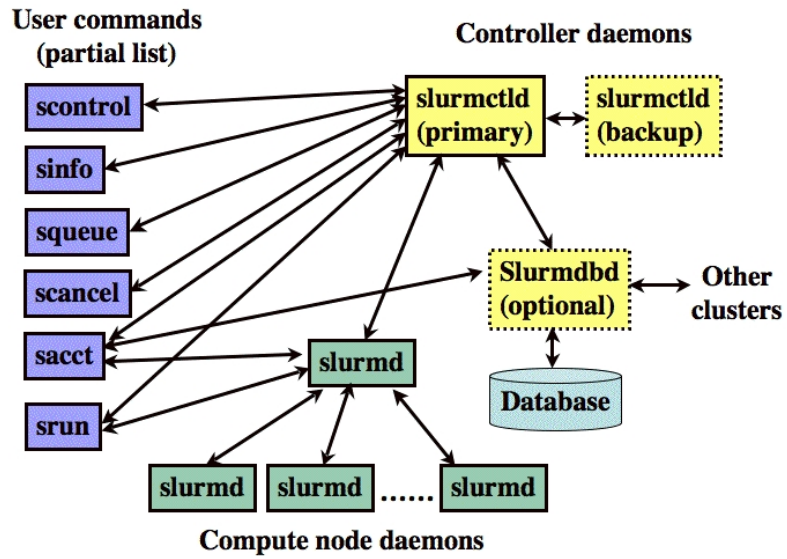 User commands
(partial list)
Controller daemons
scontrol
slurmctld
(primary)
slurmctld
(backup)
sinfo
squeue
scancel
Slurmdbd
(optional)
Other
clusters
sacct
slurmd
srun
Database
slurmd
slurmd
......
slurmd
Compute node daemons